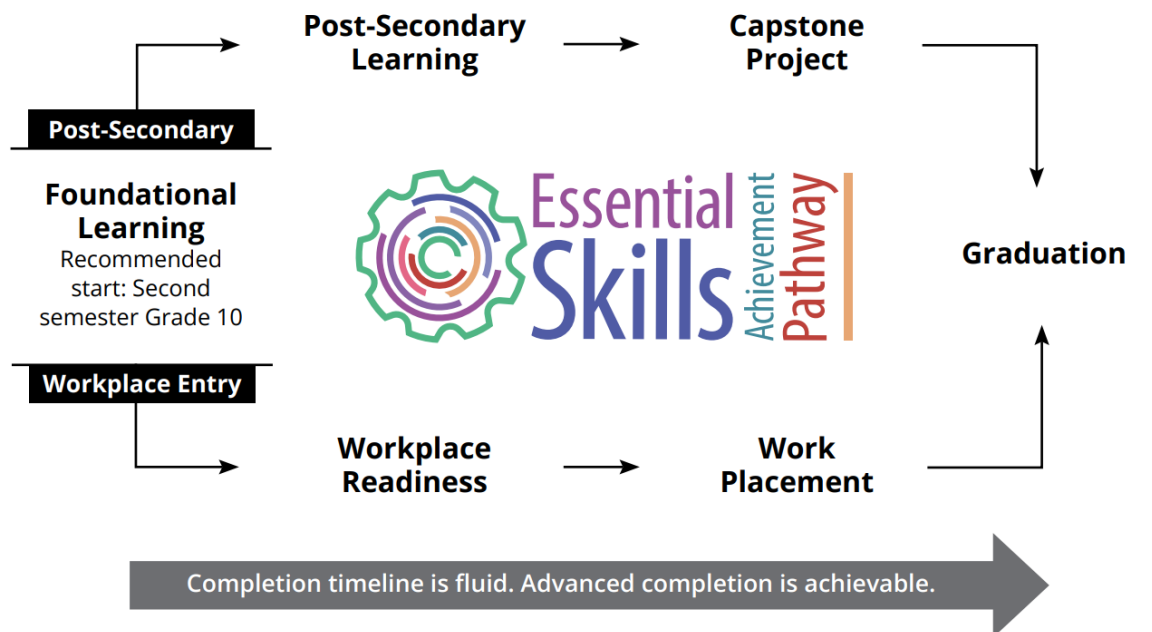 Post-Secondary
Learning
Capstone
Project
Post-Secondary
Foundational
Learning
Recommended
start: Second
semester Grade 10
Essential
Skills
Achievement
Pathway
Graduation
Workplace Entry
Workplace
Readiness
Work
Placement
Completion timeline is fluid. Advanced completion is achievable.